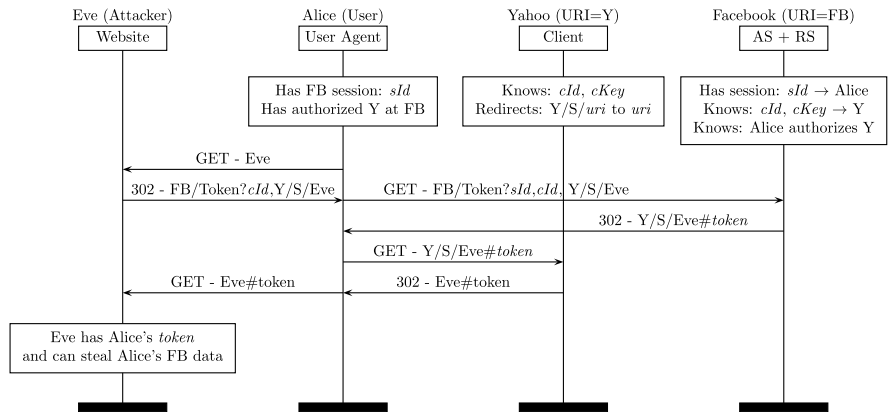 Eve (Attacker)
Alice (User)
Yahoo (URI=Y)
Facebook (URI=FB)
Website
User Agent
Client
AS + RS
Has FB session: sId
Has authorized Y at FB
Knows: cId, cKey
Redirects: Y/S/uri to uri
Has session: sId → Alice
Knows: cId, cKey → Y
Knows: Alice authorizes Y
GET - Eve
302 - FB/Token?cId,Y/S/Eve
GET - FB/Token?sId,cId, Y/S/Eve
302 - Y/S/Eve#token
GET - Y/S/Eve#token
GET - Eve#token
302 - Eve#token
Eve has Alice's token
and can steal Alice's FB data